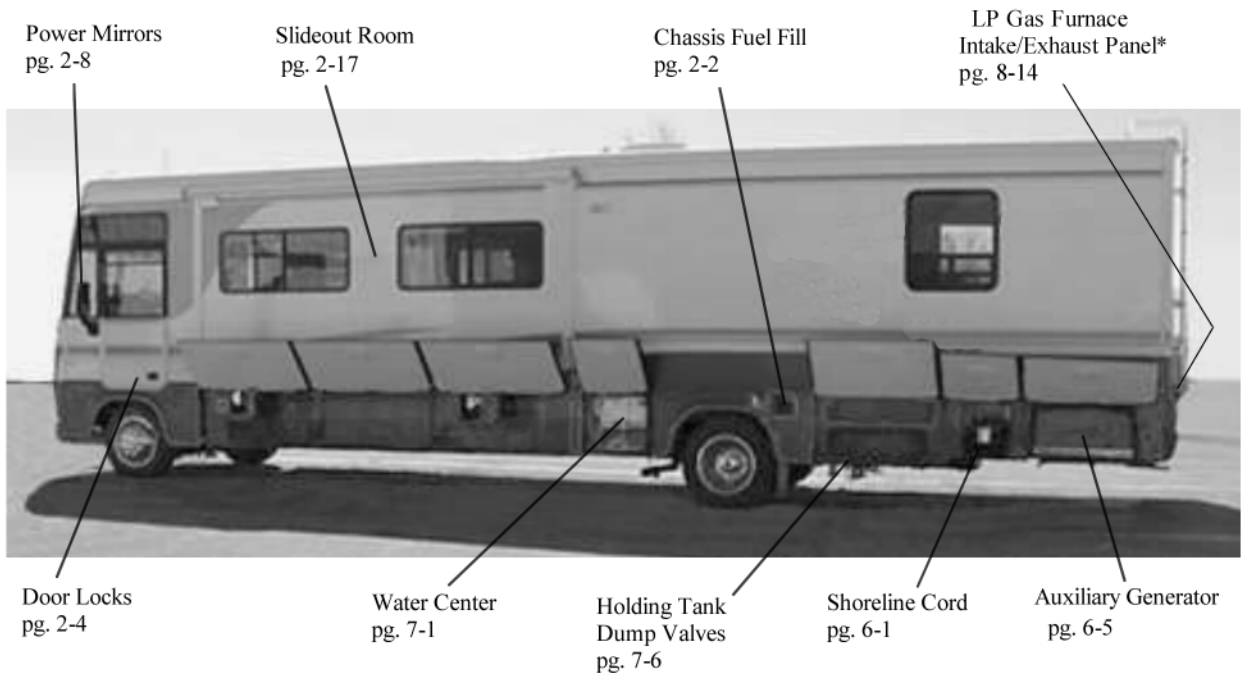 Power Mirrors
pg. 2-8
Slideout Room
pg. 2-17
Chassis Fuel Fill
pg. 2-2
LP Gas Furnace
Intake/Exhaust Panel*
pg. 8-14
Door Locks
pg. 2-4
Water Center
pg. 7-1
Holding Tank
Dump Valves
pg. 7-6
Shoreline Cord
pg. 6-1
Auxiliary Generator
pg. 6-5